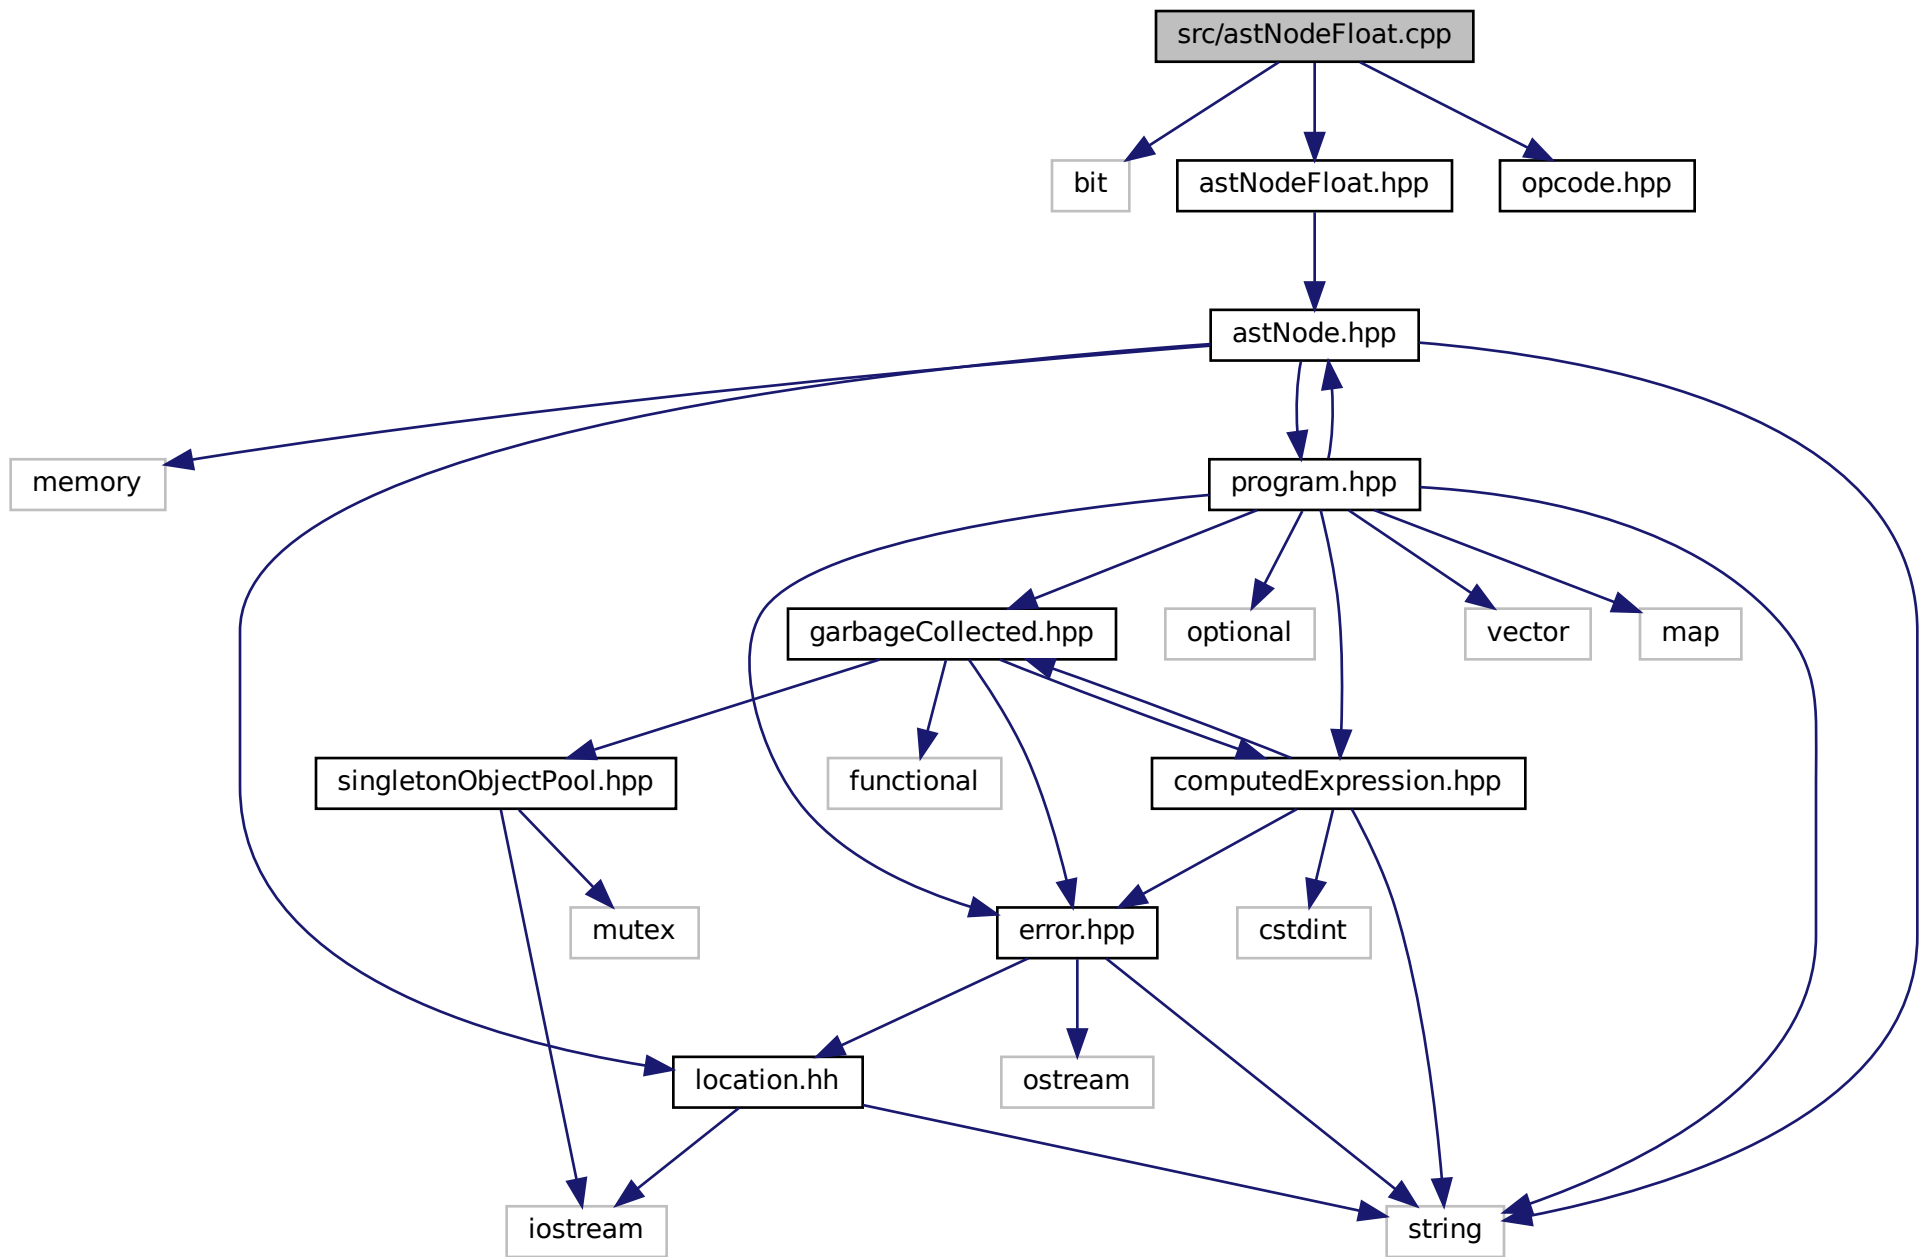 src/astNodeFloat.cpp
bit
astNodeFloat.hpp
opcode.hpp
astNode.hpp
memory
program.hpp
garbageCollected.hpp
optional
vector
map
singletonObjectPool.hpp
functional
computedExpression.hpp
mutex
error.hpp
cstdint
location.hh
ostream
iostream
string